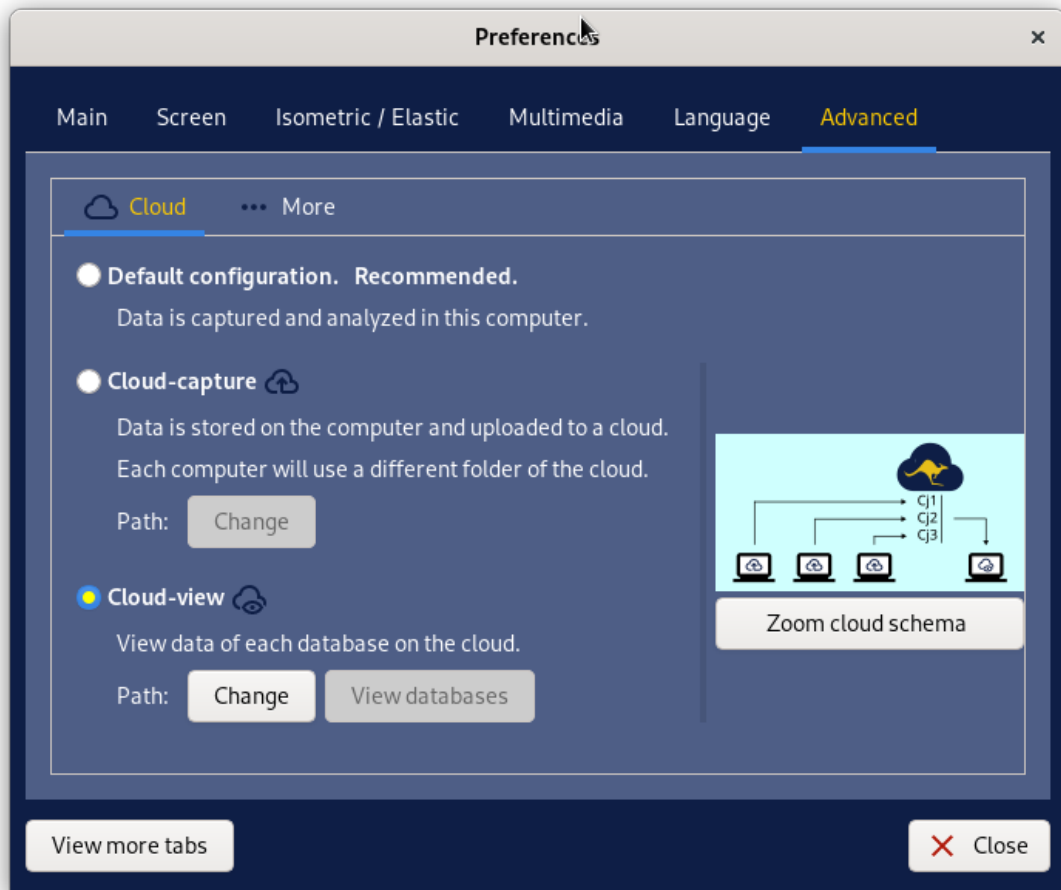 Preferences
Main Screen Isometric / Elastic Multimedia Language Advanced
Cloud ••• More
Default configuration. Recommended.
Data is captured and analyzed in this computer.
Cloud-capture
Data is stored on the computer and uploaded to a cloud.
Each computer will use a different folder of the cloud.
Path: Change
Cloud-view
View data of each database on the cloud.
Path: Change View databases
Cj1
Cj2
Cj3
Zoom cloud schema
View more tabs
Close